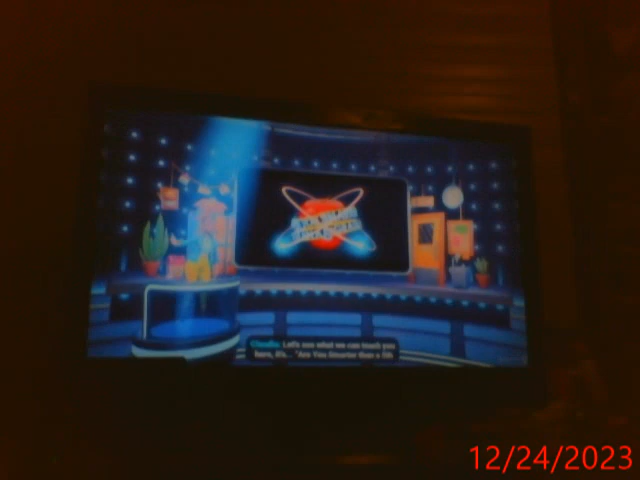 Claudia: Let's see what we can teach you
here, it's... "Are You Smarter than a 5th
12/24/2023